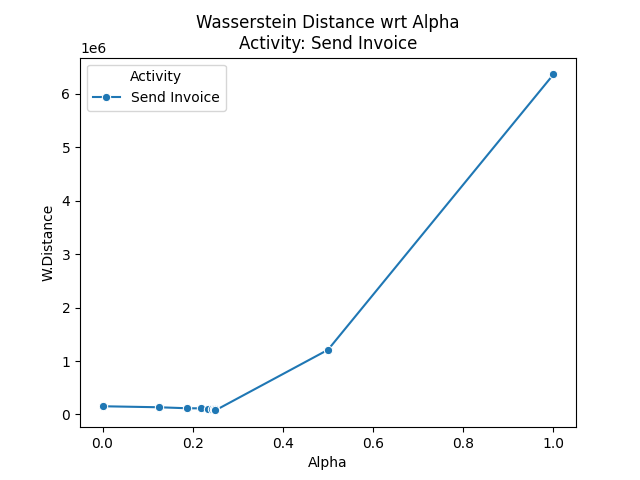 Wasserstein Distance wrt Alpha
Activity: Send Invoice
1e6
Activity
Send Invoice
6
5
4
3
2
1
0
W.Distance
0.0 0.2 0.4 0.6 0.8 1.0
Alpha